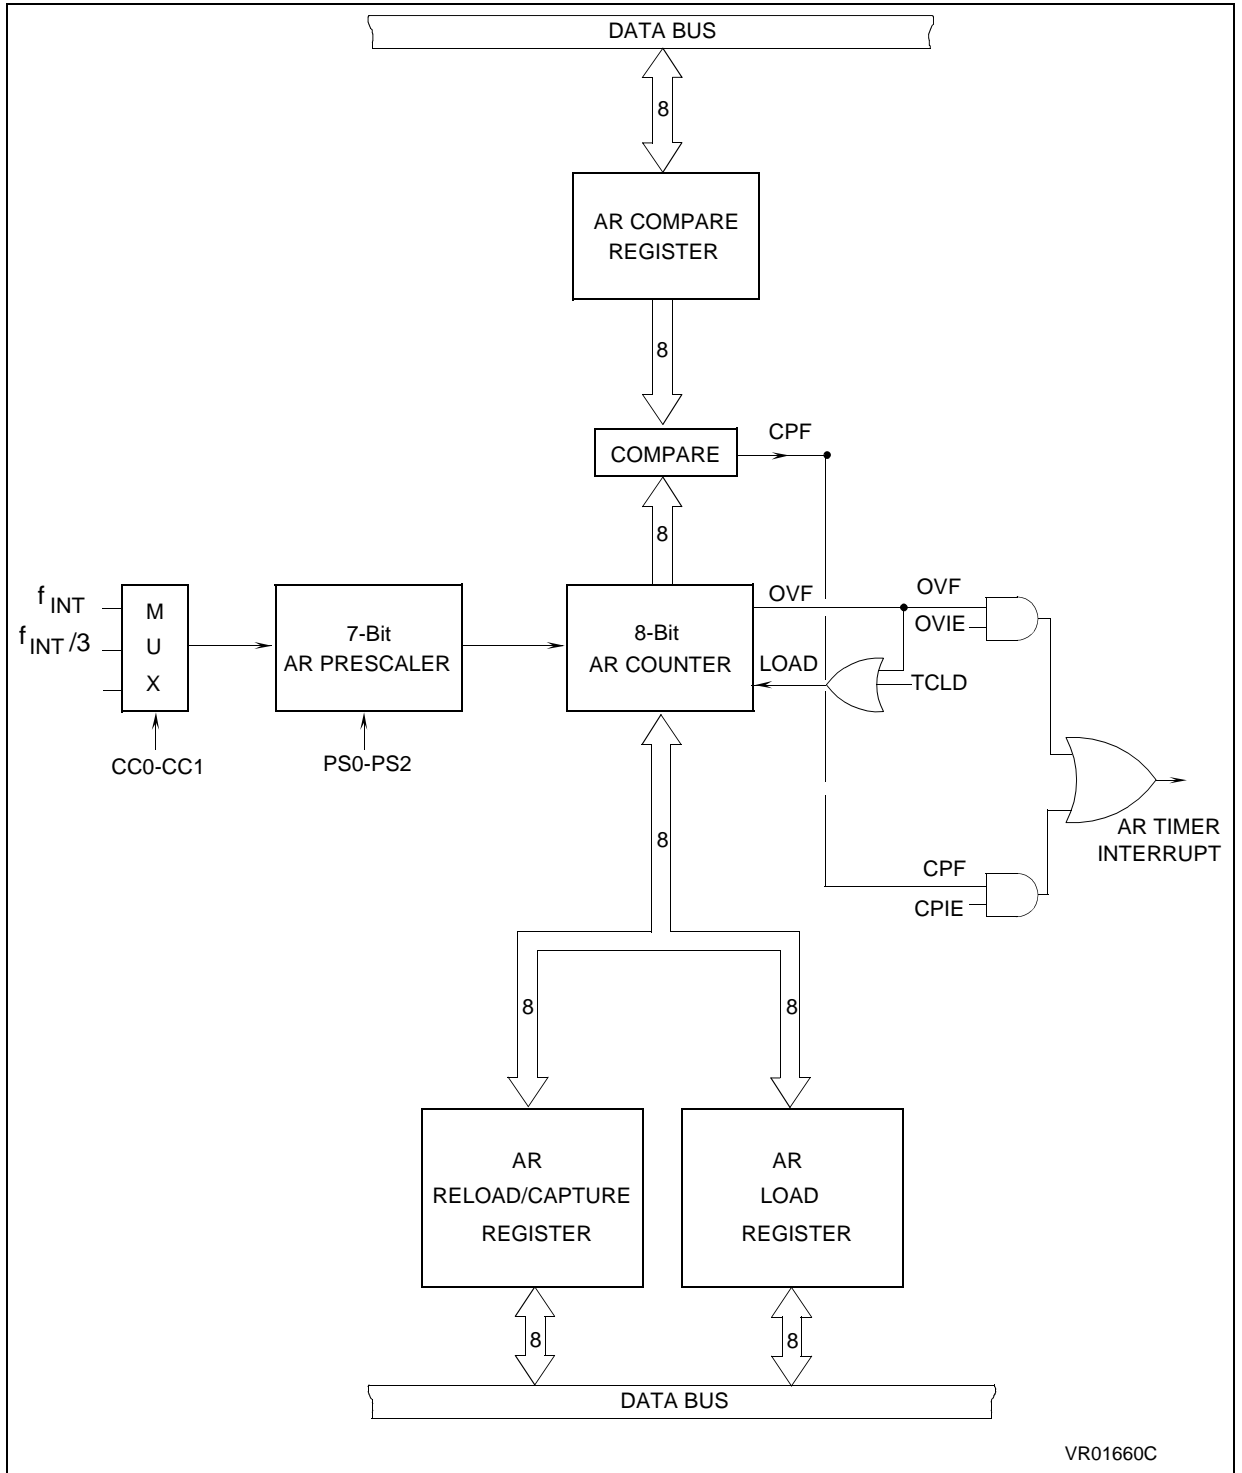 DATA BUS
8
AR COMPARE
REGISTER
8
CPF
COMPARE
8
f INT
f INT /3
M
U
X
7-Bit
AR PRESCALER
8-Bit
AR COUNTER
OVF
OVF
OVIE
LOAD
TCLD
CC0-CC1
PS0-PS2
8
AR TIMER
INTERRUPT
CPF
CPIE
8
8
AR
RELOAD/CAPTURE
REGISTER
AR
LOAD
REGISTER
8
8
DATA BUS
VR01660C